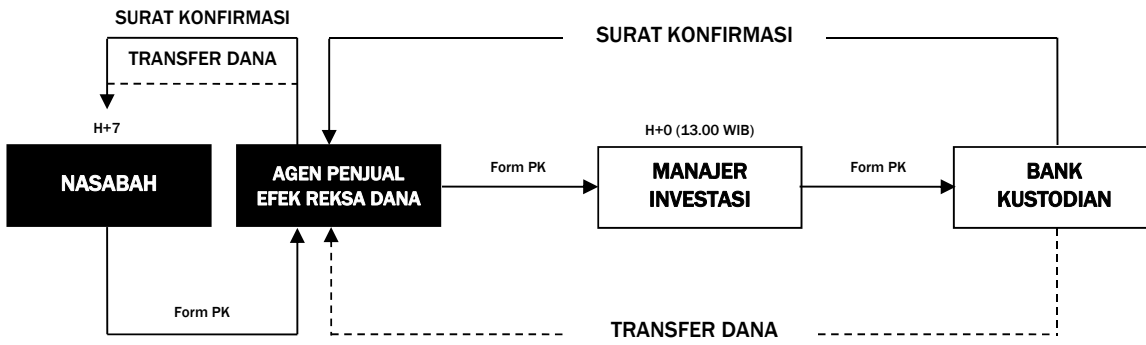 SURAT KONFIRMASI
TRANSFER DANA
SURAT KONFIRMASI
H+7
H+0 (13.00 WIB)
NASABAH
AGEN PENJUAL
EFEK REKSA DANA
Form PK
MANAJER
INVESTASI
Form PK
BANK
KUSTODIAN
Form PK
TRANSFER DANA